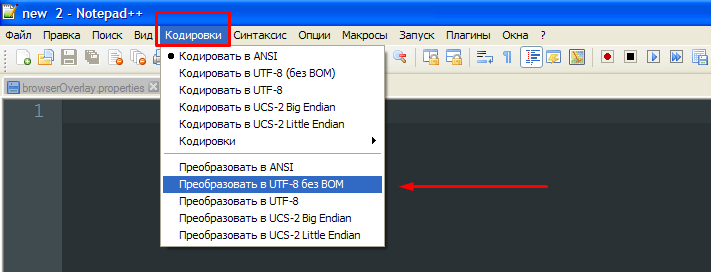 new 2 - Notepad++
Файл Правка Поиск Вид Кодировки Синтаксис Опции Макросы Запуск Плагины Окна ?
Кодировать в ANSI
Кодировать в UTF-8 (без BOM)
Кодировать в UTF-8
Кодировать в UCS-2 Big Endian
Кодировать в UCS-2 Little Endian
Кодировки
Преобразовать в ANSI
Преобразовать в UTF-8 без BOM
Преобразовать в UTF-8
Преобразовать в UCS-2 Big Endian
Преобразовать в UCS-2 Little Endian
browserOverlay.properties
1